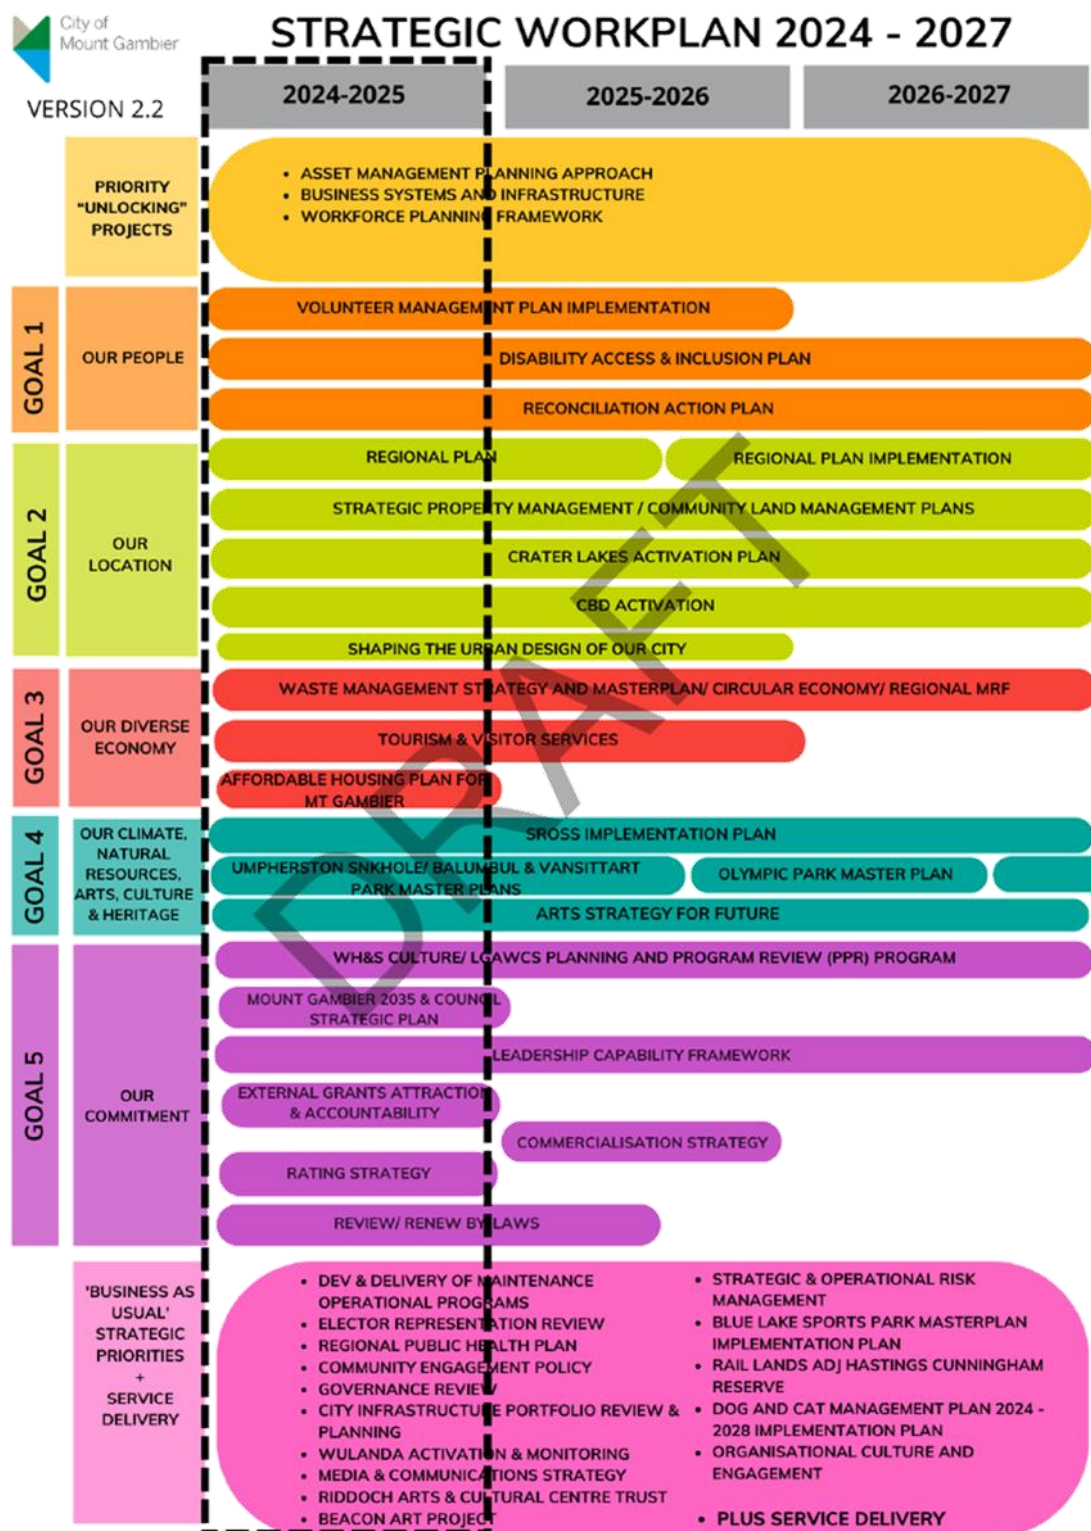 City of
Mount Gambier
STRATEGIC WORKPLAN 2024 - 2027
VERSION 2.2
2024-2025
2025-2026
2026-2027
PRIORITY
“UNLOCKING”
PROJECTS
• ASSET MANAGEMENT PLANNING APPROACH
• BUSINESS SYSTEMS AND INFRASTRUCTURE
• WORKFORCE PLANNING FRAMEWORK
GOAL 1
OUR PEOPLE
VOLUNTEER MANAGEMENT PLAN IMPLEMENTATION
DISABILITY ACCESS & INCLUSION PLAN
RECONCILIATION ACTION PLAN
GOAL 2
OUR
LOCATION
REGIONAL PLAN
REGIONAL PLAN IMPLEMENTATION
STRATEGIC PROPERTY MANAGEMENT / COMMUNITY LAND MANAGEMENT PLANS
CRATER LAKES ACTIVATION PLAN
CBD ACTIVATION
SHAPING THE URBAN DESIGN OF OUR CITY
GOAL 3
OUR DIVERSE
ECONOMY
WASTE MANAGEMENT STRATEGY AND MASTERPLAN/ CIRCULAR ECONOMY/ REGIONAL MRF
TOURISM & VISITOR SERVICES
AFFORDABLE HOUSING PLAN FOR
MT GAMBIER
GOAL 4
OUR CLIMATE,
NATURAL
RESOURCES,
ARTS, CULTURE
& HERITAGE
SROSS IMPLEMENTATION PLAN
UMPHERSTON SNKHOLE/ BALUMBUL & VANSITTART
PARK MASTER PLANS
OLYMPIC PARK MASTER PLAN
ARTS STRATEGY FOR FUTURE
GOAL 5
OUR
COMMITMENT
WH&S CULTURE/ LGAWCS PLANNING AND PROGRAM REVIEW (PPR) PROGRAM
MOUNT GAMBIER 2035 & COUNCIL
STRATEGIC PLAN
LEADERSHIP CAPABILITY FRAMEWORK
EXTERNAL GRANTS ATTRACTION
& ACCOUNTABILITY
COMMERCIALISATION STRATEGY
RATING STRATEGY
REVIEW/ RENEW BY LAWS
'BUSINESS AS
USUAL'
STRATEGIC
PRIORITIES
+
SERVICE
DELIVERY
• DEV & DELIVERY OF MAINTENANCE
OPERATIONAL PROGRAMS
• ELECTOR REPRESENTATION REVIEW
• REGIONAL PUBLIC HEALTH PLAN
• COMMUNITY ENGAGEMENT POLICY
• GOVERNANCE REVIEW
• CITY INFRASTRUCTURE PORTFOLIO REVIEW &
PLANNING
• WULANDA ACTIVATION & MONITORING
• MEDIA & COMMUNICATIONS STRATEGY
• RIDDOCH ARTS & CULTURAL CENTRE TRUST
• BEACON ART PROJECT
• STRATEGIC & OPERATIONAL RISK
MANAGEMENT
• BLUE LAKE SPORTS PARK MASTERPLAN
IMPLEMENTATION PLAN
• RAIL LANDS ADJ HASTINGS CUNNINGHAM
RESERVE
• DOG AND CAT MANAGEMENT PLAN 2024 -
2028 IMPLEMENTATION PLAN
• ORGANISATIONAL CULTURE AND
ENGAGEMENT
• PLUS SERVICE DELIVERY
DRAFT